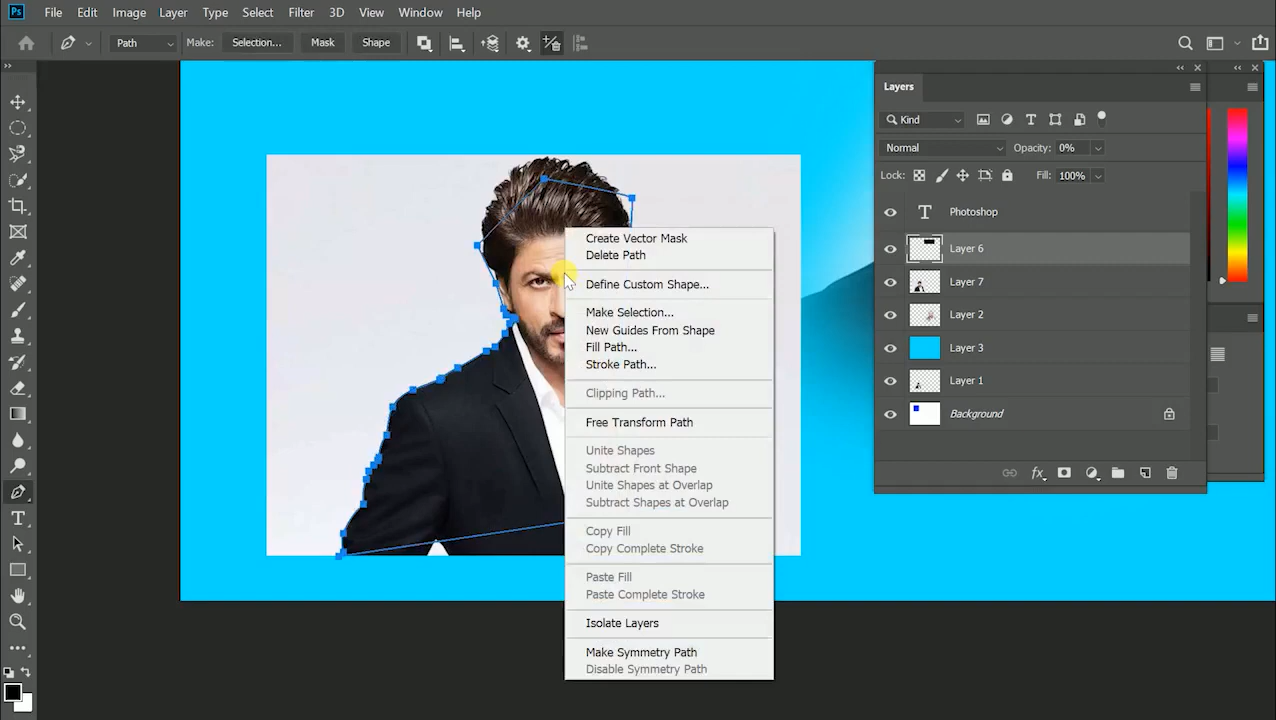 Ps File Edit Image Layer Type Select Filter 3D View Window Help
Path Make: Selection... Mask Shape
Layers
Kind
Normal Opacity: 0%
Lock: Fill: 100%
T Photoshop
Layer 6
Layer 7
Layer 2
Layer 3
Layer 1
Background
Create Vector Mask
Delete Path
Define Custom Shape...
Make Selection...
New Guides From Shape
Fill Path...
Stroke Path...
Clipping Path...
Free Transform Path
Unite Shapes
Subtract Front Shape
Unite Shapes at Overlap
Subtract Shapes at Overlap
Copy Fill
Copy Complete Stroke
Paste Fill
Paste Complete Stroke
Isolate Layers
Make Symmetry Path
Disable Symmetry Path